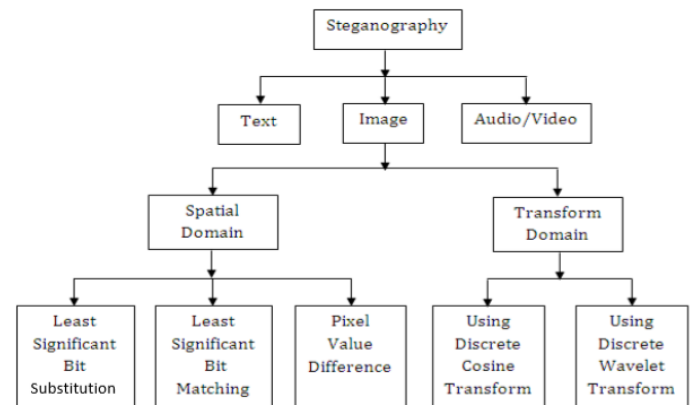 Steganography
Text
Image
Audio/Video
Spatial
Domain
Transform
Domain
Least
Significant
Bit
Substitution
Least
Significant
Bit
Matching
Pixel
Value
Difference
Using
Discrete
Cosine
Transform
Using
Discrete
Wavelet
Transform